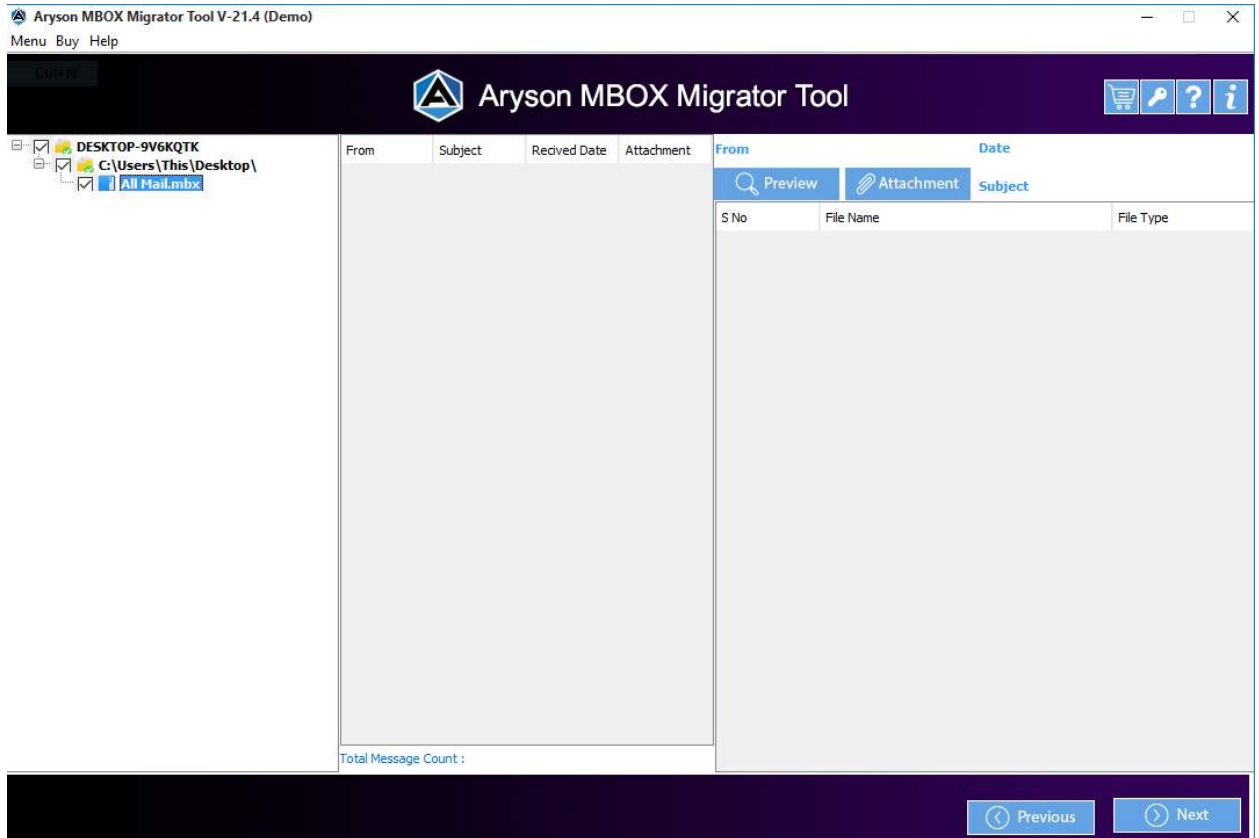 Aryson MBOX Migrator Tool V-21.4 (Demo)
Menu Buy Help
Ctrl+N
Aryson MBOX Migrator Tool
DESKTOP-9V6KQTK
C:\Users\This\Desktop\
All Mail.mbx
From Subject Recived Date Attachment
Total Message Count :
From Date
Preview Attachment Subject
S No File Name File Type
Previous Next